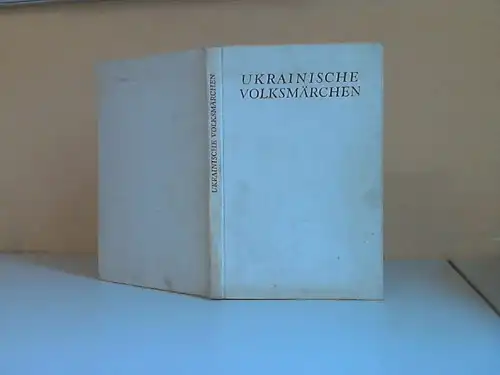 UKRAINISCHE VOLKSMÄRCHEN
UKRAINISCHE
VOLKSMÄRCHEN